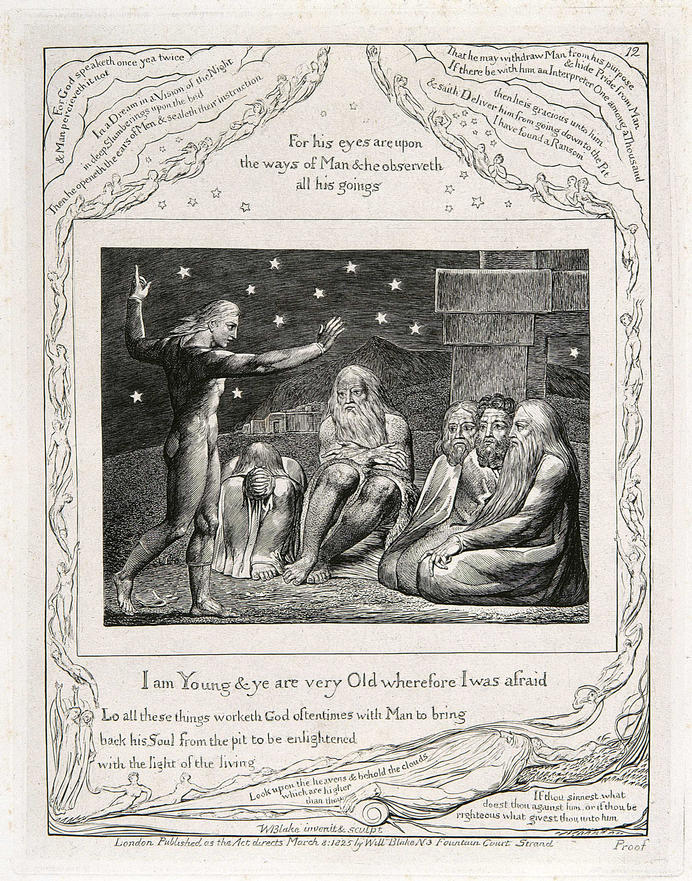 12
For God speaketh once yea twice
& Man percieveth it not
In a Dream in a Vision of the Night
in deep Slumberings upon the bed
Then he openeth the ears of Men & sealeth their instruction
That he may withdraw Man from his purpose
& hide Pride from Man
If there be with him an Interpreter One among a Thousand
then he is gracious unto him
& saith Deliver him from going down to the Pit
I have found a Ransom
For his eyes are upon
the ways of Man & he observeth
all his goings
I am Young & ye are very Old wherefore I was afraid
Lo all these things worketh God oftentimes with Man to bring
back his Soul from the pit to be enlightened
with the light of the living
Look upon the heavens & behold the clouds
which are higher
than thou
If thou sinnest what
doest thou against him, or if thou be
righteous what givest thou unto him
WBlake invenit & sculpt
London Published as the Act directs March 8: 1825 by Will Blake N3 Fountain Court Strand
Proof